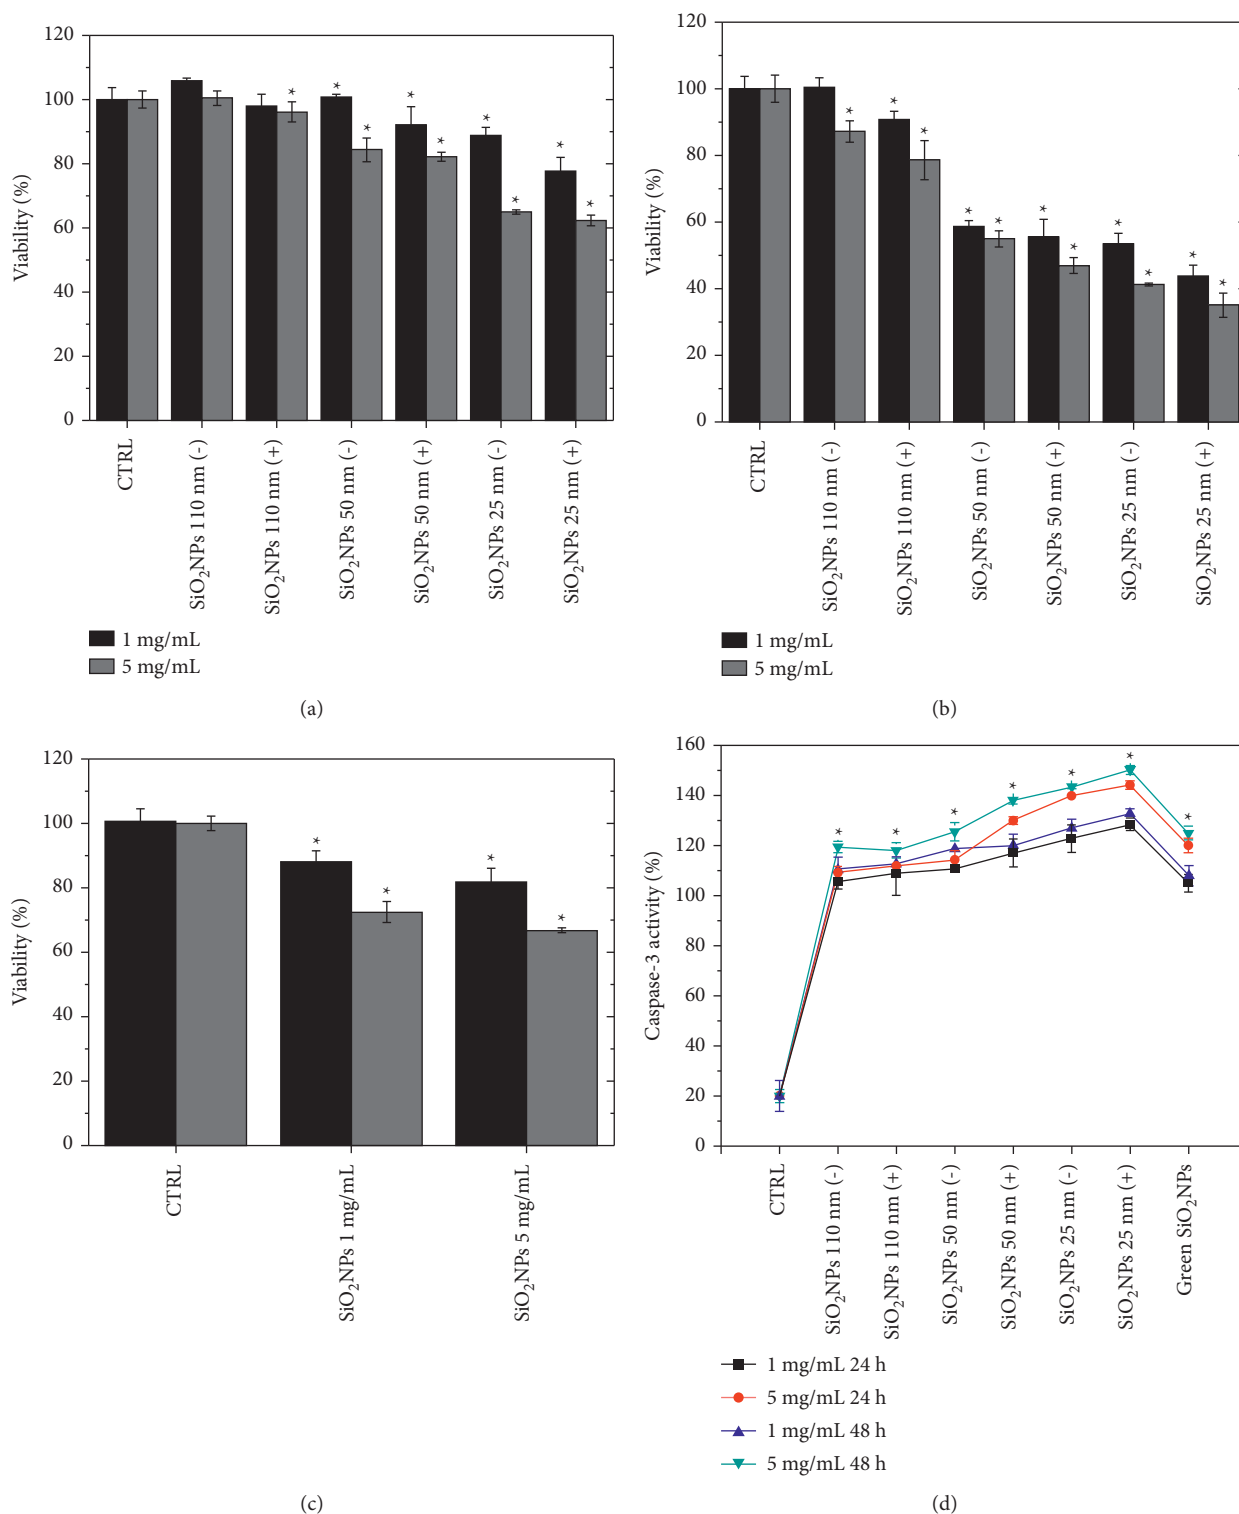 120
100
80
60
40
20
0
Viability (%)
CTRL
SiO2NPs 110 nm (-)
SiO2NPs 110 nm (+)
SiO2NPs 50 nm (-)
SiO2NPs 50 nm (+)
SiO2NPs 25 nm (-)
SiO2NPs 25 nm (+)
* * * * * * * * *
1 mg/mL
5 mg/mL
(a)
120
100
80
60
40
20
0
Viability (%)
CTRL
SiO2NPs 110 nm (-)
SiO2NPs 110 nm (+)
SiO2NPs 50 nm (-)
SiO2NPs 50 nm (+)
SiO2NPs 25 nm (-)
SiO2NPs 25 nm (+)
* * * * * * * * * * *
1 mg/mL
5 mg/mL
(b)
120
100
80
60
40
20
0
Viability (%)
CTRL
SiO2NPs 1 mg/mL
SiO2NPs 5 mg/mL
* * * *
(c)
160
140
120
100
80
60
40
20
0
Caspase-3 activity (%)
CTRL
SiO2NPs 110 nm (-)
SiO2NPs 110 nm (+)
SiO2NPs 50 nm (-)
SiO2NPs 50 nm (+)
SiO2NPs 25 nm (-)
SiO2NPs 25 nm (+)
Green SiO2NPs
* * * * * * *
1 mg/mL 24 h
5 mg/mL 24 h
1 mg/mL 48 h
5 mg/mL 48 h
(d)